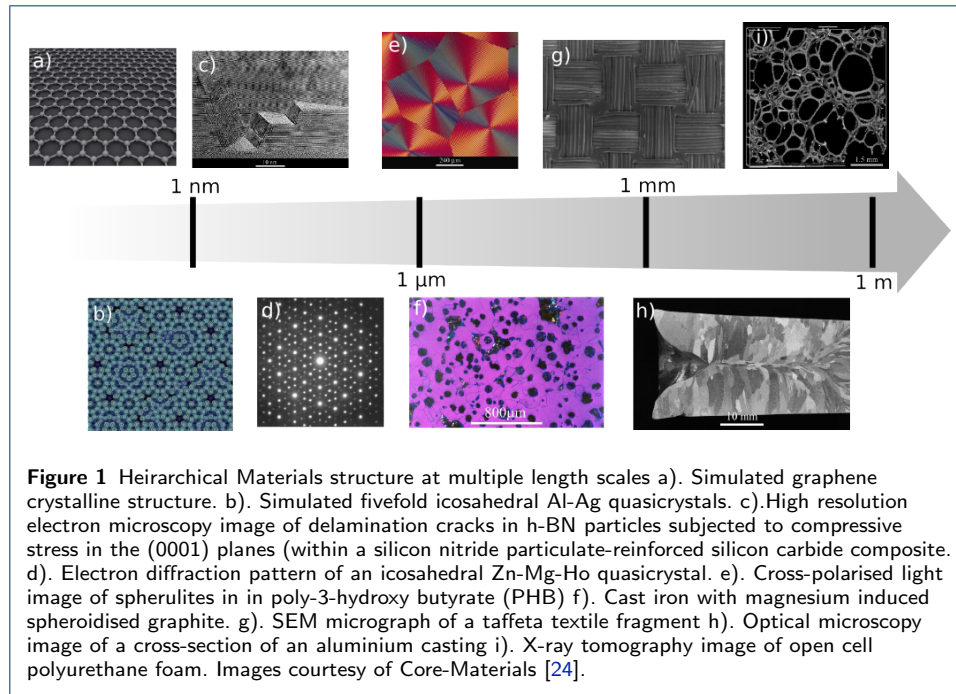 a)
c)
e)
g)
i)
10 nm
200 μm
1.5 mm
1 nm
1 mm
1 μm
1 m
b)
d)
f)
h)
800μm
10 mm
Figure 1 Heirarchical Materials structure at multiple length scales a). Simulated graphene
crystalline structure. b). Simulated fivefold icosahedral Al-Ag quasicrystals. c).High resolution
electron microscopy image of delamination cracks in h-BN particles subjected to compressive
stress in the (0001) planes (within a silicon nitride particulate-reinforced silicon carbide composite.
d). Electron diffraction pattern of an icosahedral Zn-Mg-Ho quasicrystal. e). Cross-polarised light
image of spherulites in in poly-3-hydroxy butyrate (PHB) f). Cast iron with magnesium induced
spheroidised graphite. g). SEM micrograph of a taffeta textile fragment h). Optical microscopy
image of a cross-section of an aluminium casting i). X-ray tomography image of open cell
polyurethane foam. Images courtesy of Core-Materials [24].